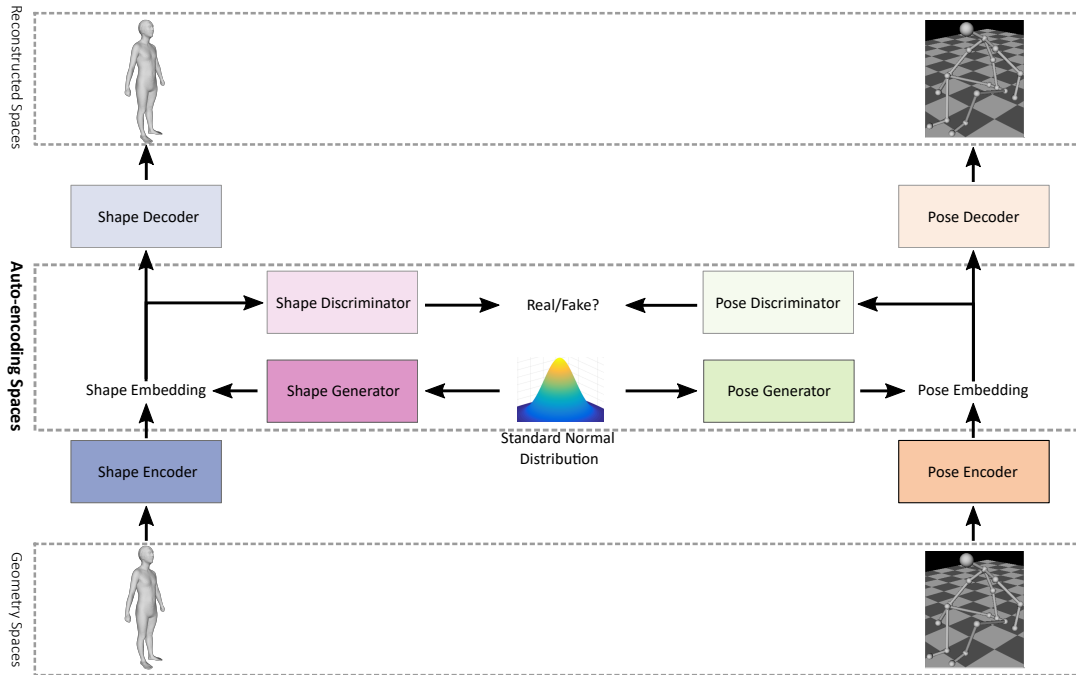 Reconstructed Spaces
Shape Decoder
Pose Decoder
Auto-encoding Spaces
Shape Discriminator
Real/Fake?
Pose Discriminator
Shape Embedding
Shape Generator
Pose Generator
Pose Embedding
Standard Normal
Distribution
Shape Encoder
Pose Encoder
Geometry Spaces